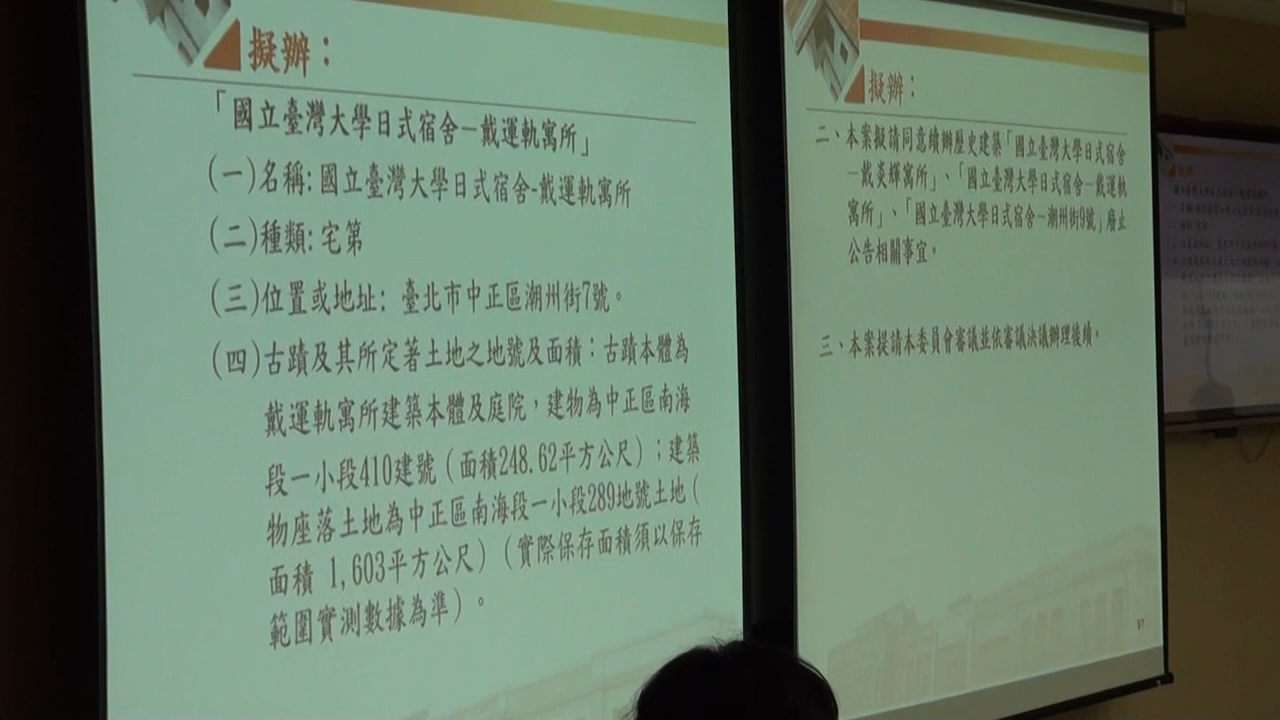 擬辦：
「國立臺灣大學日式宿舍－戴運軌寓所」
(一)名稱:國立臺灣大學日式宿舍-戴運軌寓所
(二)種類:宅第
(三)位置或地址: 臺北市中正區潮州街7號。
(四)古蹟及其所定著土地之地號及面積：古蹟本體為
戴運軌寓所建築本體及庭院，建物為中正區南海
段一小段410建號（面積248.62平方公尺）；建築
物座落土地為中正區南海段一小段289地號土地（
面積 1,603平方公尺）（實際保存面積須以保存
範圍實測數據為準）。
擬辦：
二、本案擬請同意續辦歷史建築「國立臺灣大學日式宿舍
－戴炎輝寓所」、「國立臺灣大學日式宿舍－戴運軌
寓所」、「國立臺灣大學日式宿舍－潮州街9號」廢止
公告相關事宜。
三、本案提請本委員會審議並依審議決議辦理後續。
57